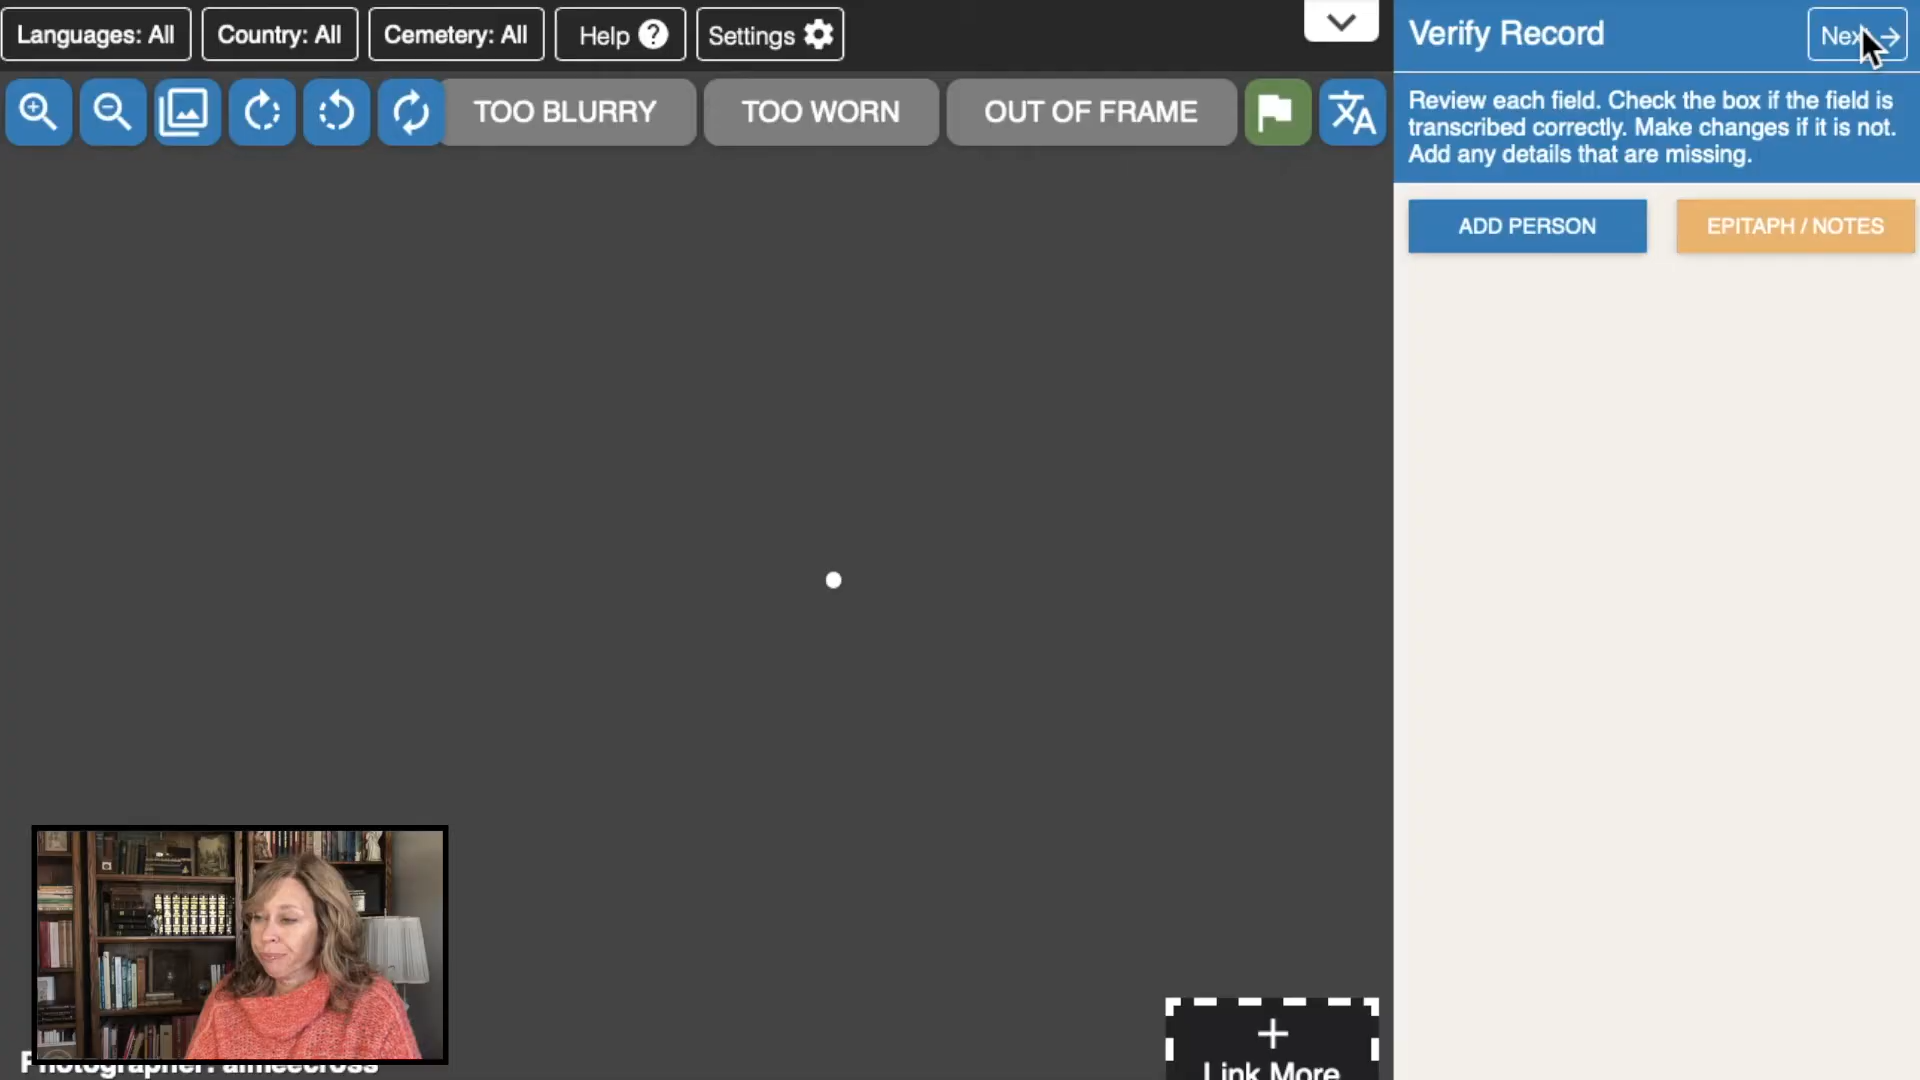 Languages: All
Country: All
Cemetery: All
Help ?
Settings
Verify Record
Review each field. Check the box if the field is
transcribed correctly. Make changes if it is not.
Add any details that are missing.
TOO BLURRY
TOO WORN
OUT OF FRAME
ADD PERSON
EPITAPH / NOTES
Photographer: aimeecross
+
Link More